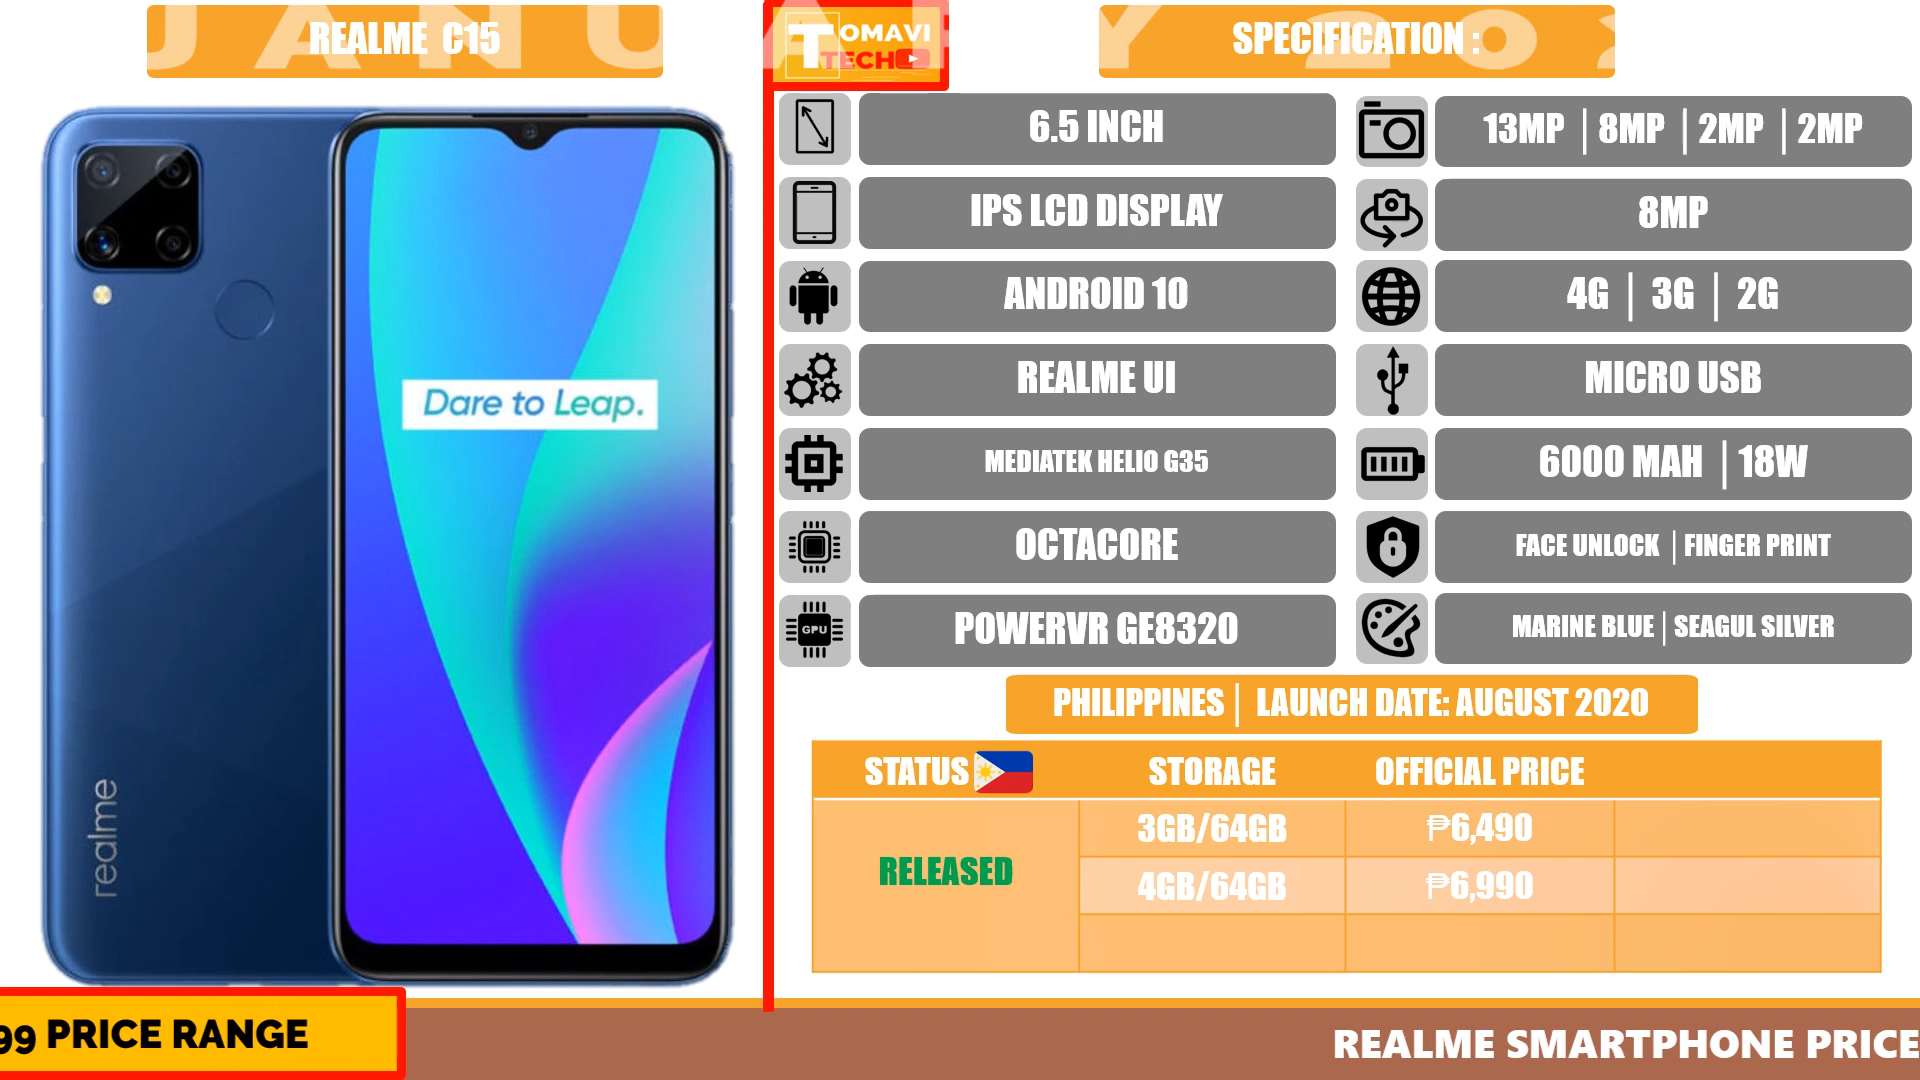 JANUARY 202
REALME C15
TOMAVI
TECH
SPECIFICATION :
6.5 INCH
13MP | 8MP | 2MP | 2MP
IPS LCD DISPLAY
8MP
ANDROID 10
4G | 3G | 2G
REALME UI
MICRO USB
MEDIATEK HELIO G35
6000 MAH | 18W
OCTACORE
FACE UNLOCK | FINGER PRINT
GPU
POWERVR GE8320
MARINE BLUE | SEAGUL SILVER
Dare to Leap.
realme
PHILIPPINES | LAUNCH DATE: AUGUST 2020
STATUS STORAGE OFFICIAL PRICE
RELEASED
3GB/64GB ₱6,490
4GB/64GB ₱6,990
99 PRICE RANGE
REALME SMARTPHONE PRICE